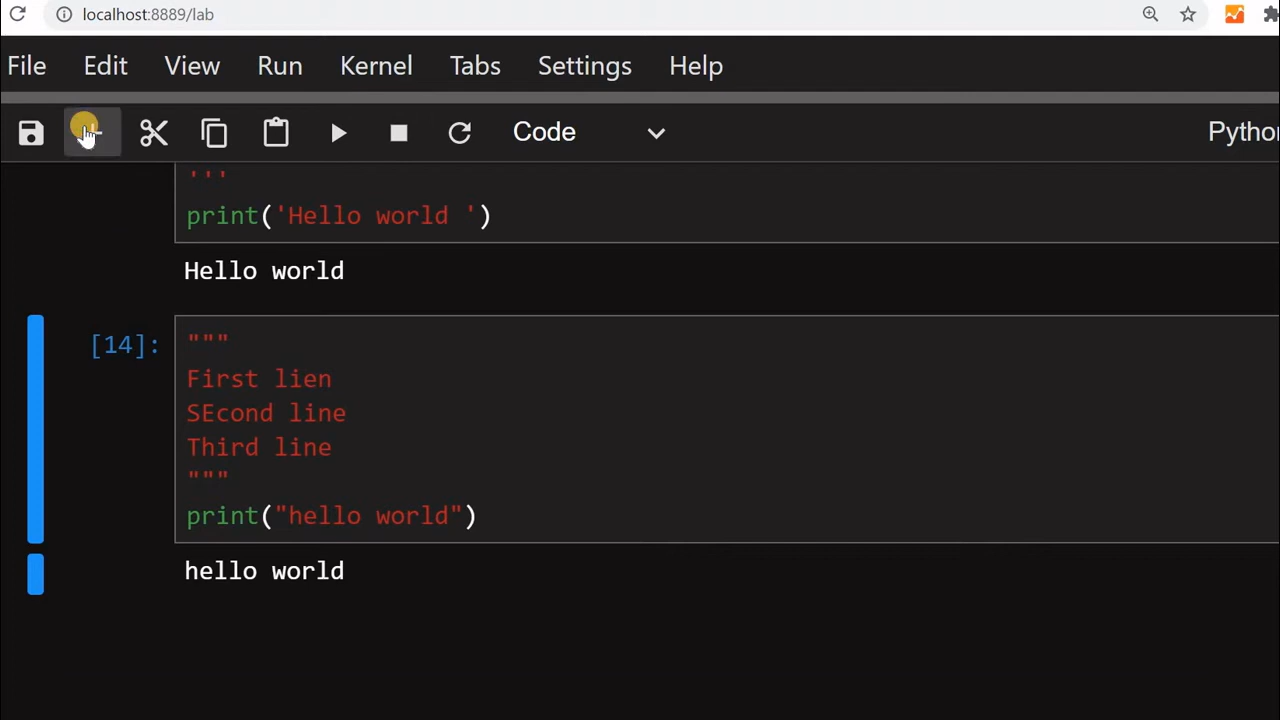 localhost:8889/lab
File Edit View Run Kernel Tabs Settings Help
Code Pytho
'''
print('Hello world ')
Hello world
[14]: """
First lien
SEcond line
Third line
"""
print("hello world")
hello world